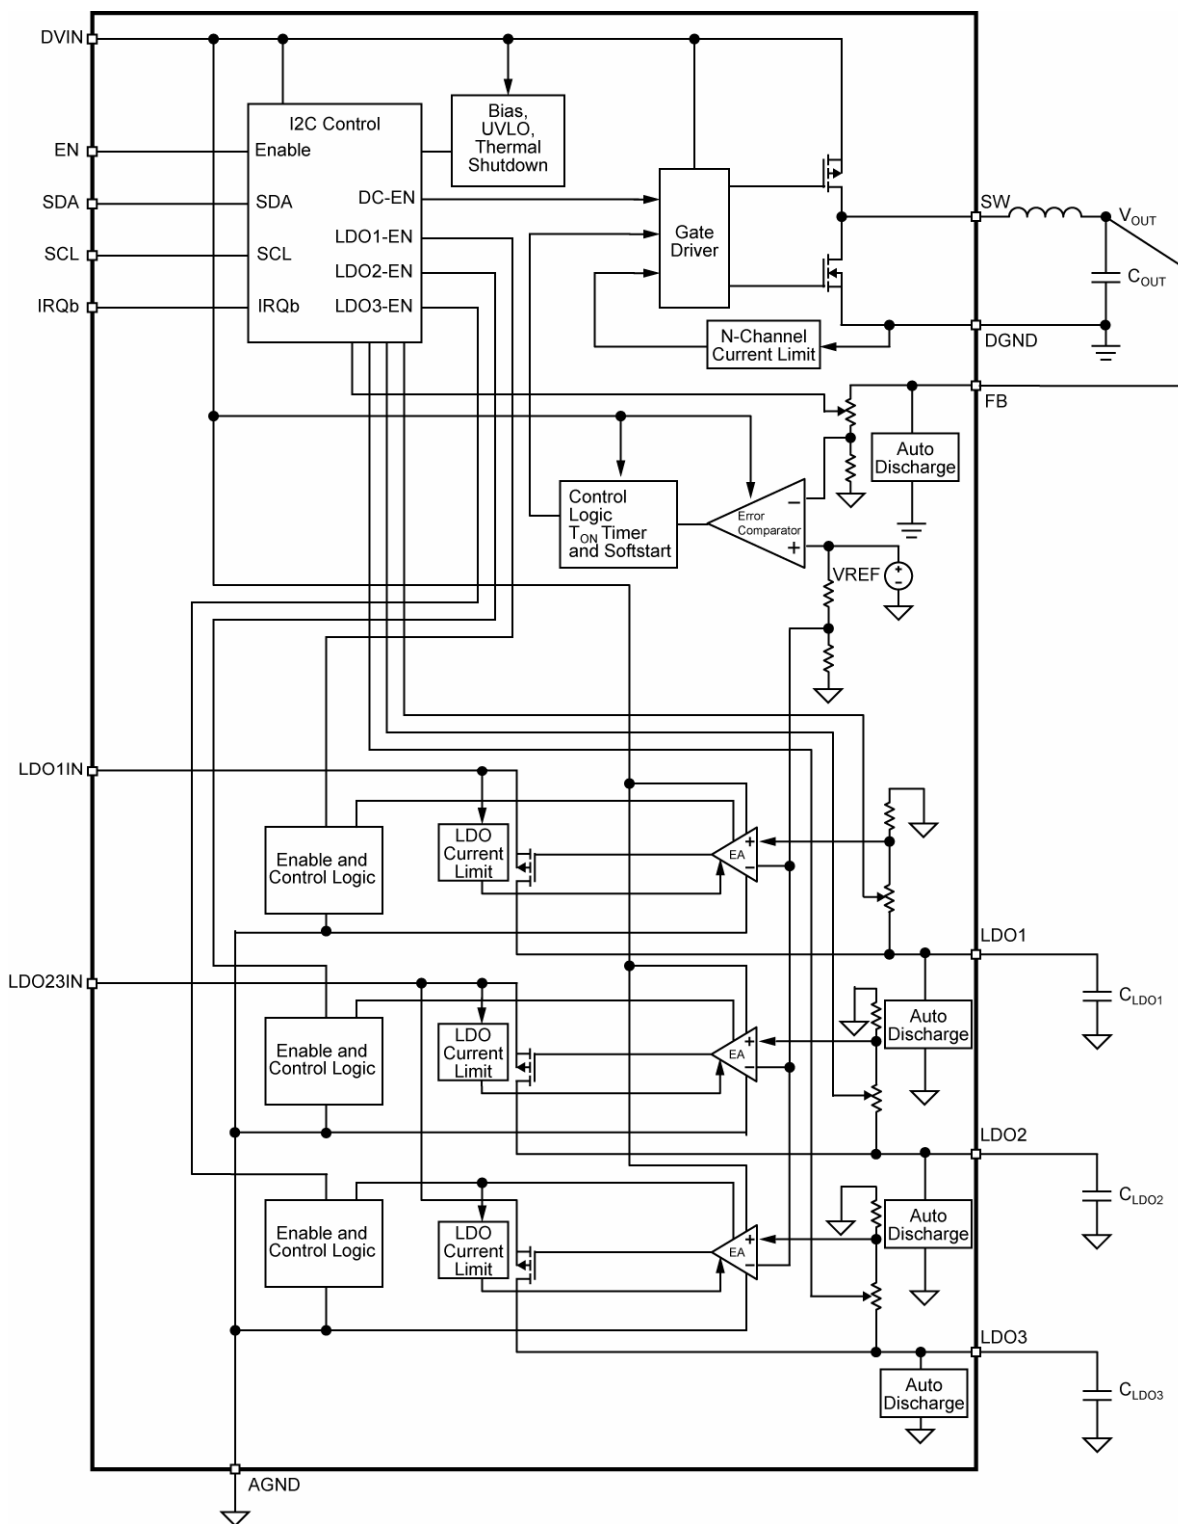 DVIN
I2C Control
Bias,
UVLO,
Thermal
Shutdown
EN
Enable
SDA
SDA
DC-EN
SW
VOUT
LDO1-EN
Gate
Driver
SCL
SCL
LDO2-EN
COUT
IRQb
IRQb
LDO3-EN
N-Channel
Current Limit
DGND
FB
Auto
Discharge
Control
Logic
TON Timer
and Softstart
−
Error
Comparator
+
VREF
+
-
LDO1IN
Enable and
Control Logic
LDO
Current
Limit
EA
+
−
LDO1
CLDO1
LDO23IN
Enable and
Control Logic
LDO
Current
Limit
EA
+
−
Auto
Discharge
LDO2
CLDO2
Enable and
Control Logic
LDO
Current
Limit
EA
+
−
Auto
Discharge
LDO3
CLDO3
Auto
Discharge
AGND